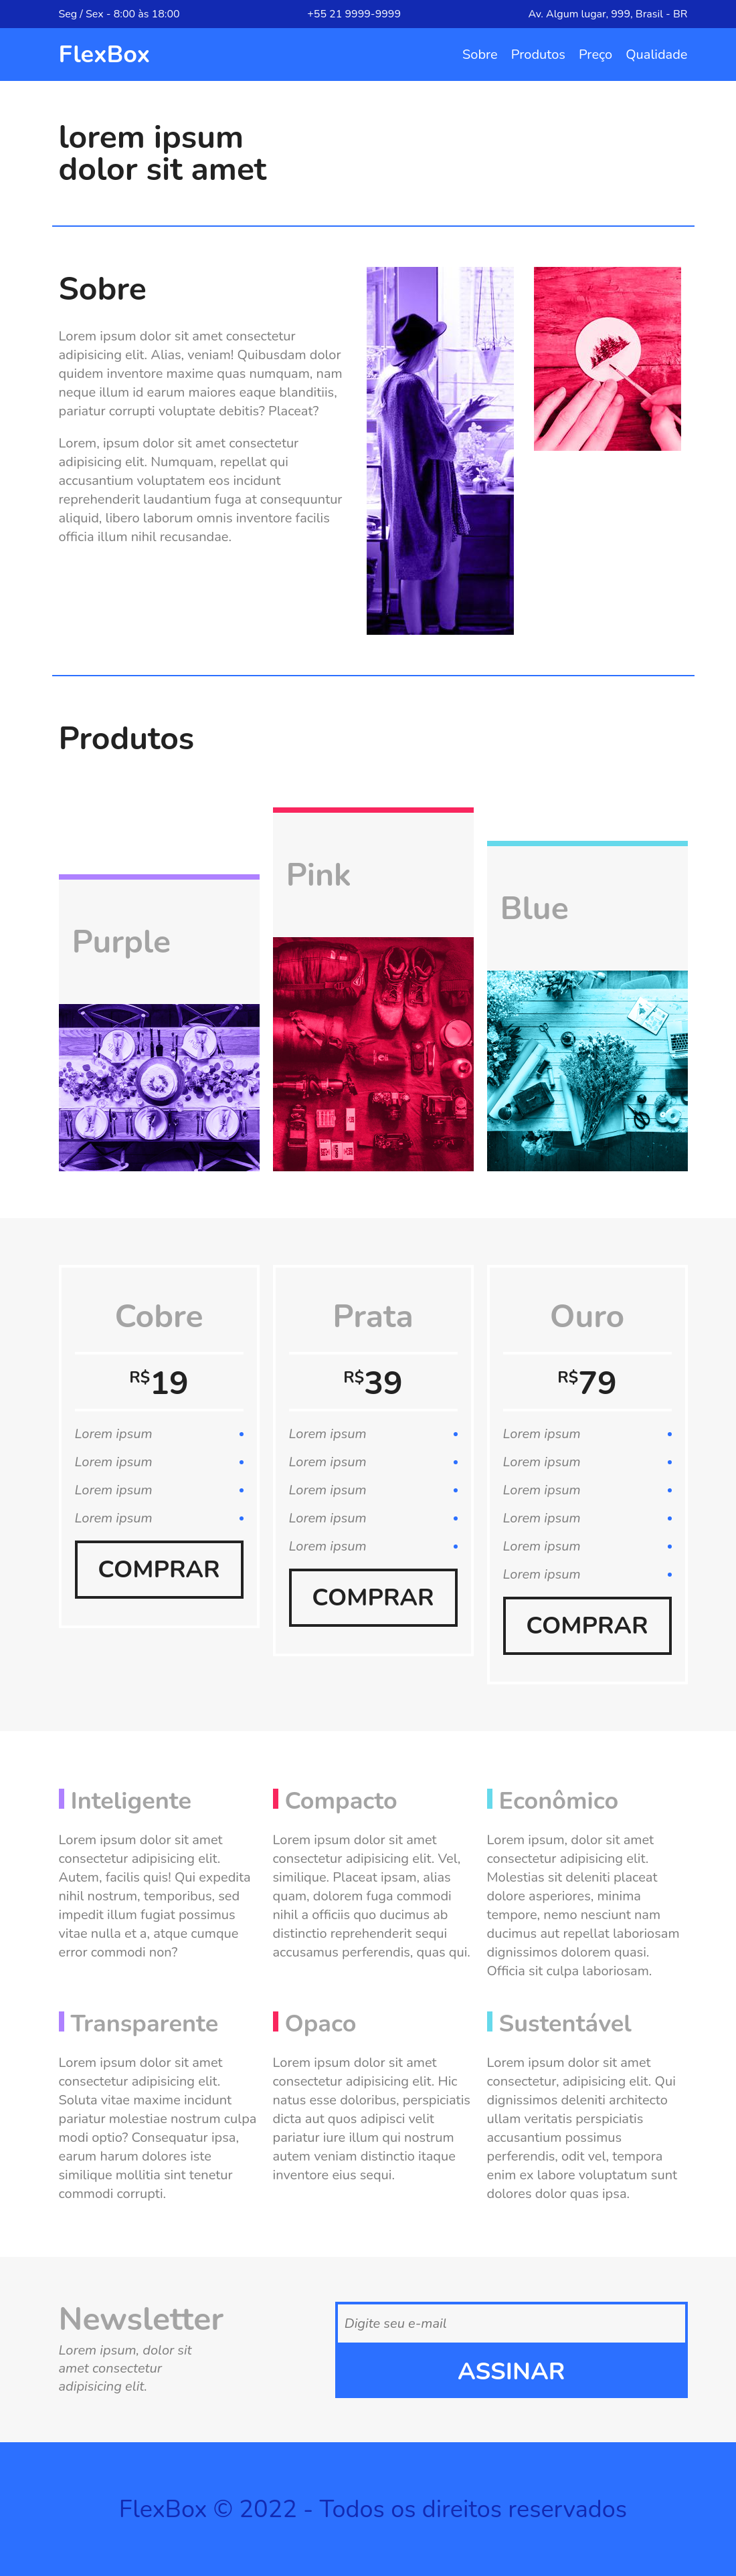 Seg / Sex - 8:00 às 18:00
+55 21 9999-9999
Av. Algum lugar, 999, Brasil - BR
FlexBox
Sobre
Produtos
Preço
Qualidade
lorem ipsum
dolor sit amet
Sobre
Lorem ipsum dolor sit amet consectetur
adipisicing elit. Alias, veniam! Quibusdam dolor
quidem inventore maxime quas numquam, nam
neque illum id earum maiores eaque blanditiis,
pariatur corrupti voluptate debitis? Placeat?
Lorem, ipsum dolor sit amet consectetur
adipisicing elit. Numquam, repellat qui
accusantium voluptatem eos incidunt
reprehenderit laudantium fuga at consequuntur
aliquid, libero laborum omnis inventore facilis
officia illum nihil recusandae.
Produtos
Purple
Pink
Blue
Cobre
R$19
Lorem ipsum
Lorem ipsum
Lorem ipsum
Lorem ipsum
COMPRAR
Prata
R$39
Lorem ipsum
Lorem ipsum
Lorem ipsum
Lorem ipsum
Lorem ipsum
COMPRAR
Ouro
R$79
Lorem ipsum
Lorem ipsum
Lorem ipsum
Lorem ipsum
Lorem ipsum
Lorem ipsum
COMPRAR
Inteligente
Lorem ipsum dolor sit amet
consectetur adipisicing elit.
Autem, facilis quis! Qui expedita
nihil nostrum, temporibus, sed
impedit illum fugiat possimus
vitae nulla et a, atque cumque
error commodi non?
Compacto
Lorem ipsum dolor sit amet
consectetur adipisicing elit. Vel,
similique. Placeat ipsam, alias
quam, dolorem fuga commodi
nihil a officiis quo ducimus ab
distinctio reprehenderit sequi
accusamus perferendis, quas qui.
Econômico
Lorem ipsum, dolor sit amet
consectetur adipisicing elit.
Molestias sit deleniti placeat
dolore asperiores, minima
tempore, nemo nesciunt nam
ducimus aut repellat laboriosam
dignissimos dolorem quasi.
Officia sit culpa laboriosam.
Transparente
Lorem ipsum dolor sit amet
consectetur adipisicing elit.
Soluta vitae maxime incidunt
pariatur molestiae nostrum culpa
modi optio? Consequatur ipsa,
earum harum dolores iste
similique mollitia sint tenetur
commodi corrupti.
Opaco
Lorem ipsum dolor sit amet
consectetur adipisicing elit. Hic
natus esse doloribus, perspiciatis
dicta aut quos adipisci velit
pariatur iure illum qui nostrum
autem veniam distinctio itaque
inventore eius sequi.
Sustentável
Lorem ipsum dolor sit amet
consectetur, adipisicing elit. Qui
dignissimos deleniti architecto
ullam veritatis perspiciatis
accusantium possimus
perferendis, odit vel, tempora
enim ex labore voluptatum sunt
dolores dolor quas ipsa.
Newsletter
Lorem ipsum, dolor sit
amet consectetur
adipisicing elit.
Digite seu e-mail
ASSINAR
FlexBox © 2022 - Todos os direitos reservados